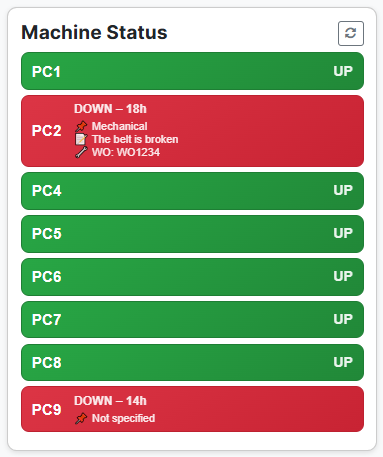 Machine Status
PC1 UP
PC2 DOWN – 18h
Mechanical
The belt is broken
WO: WO1234
PC4 UP
PC5 UP
PC6 UP
PC7 UP
PC8 UP
PC9 DOWN – 14h
Not specified